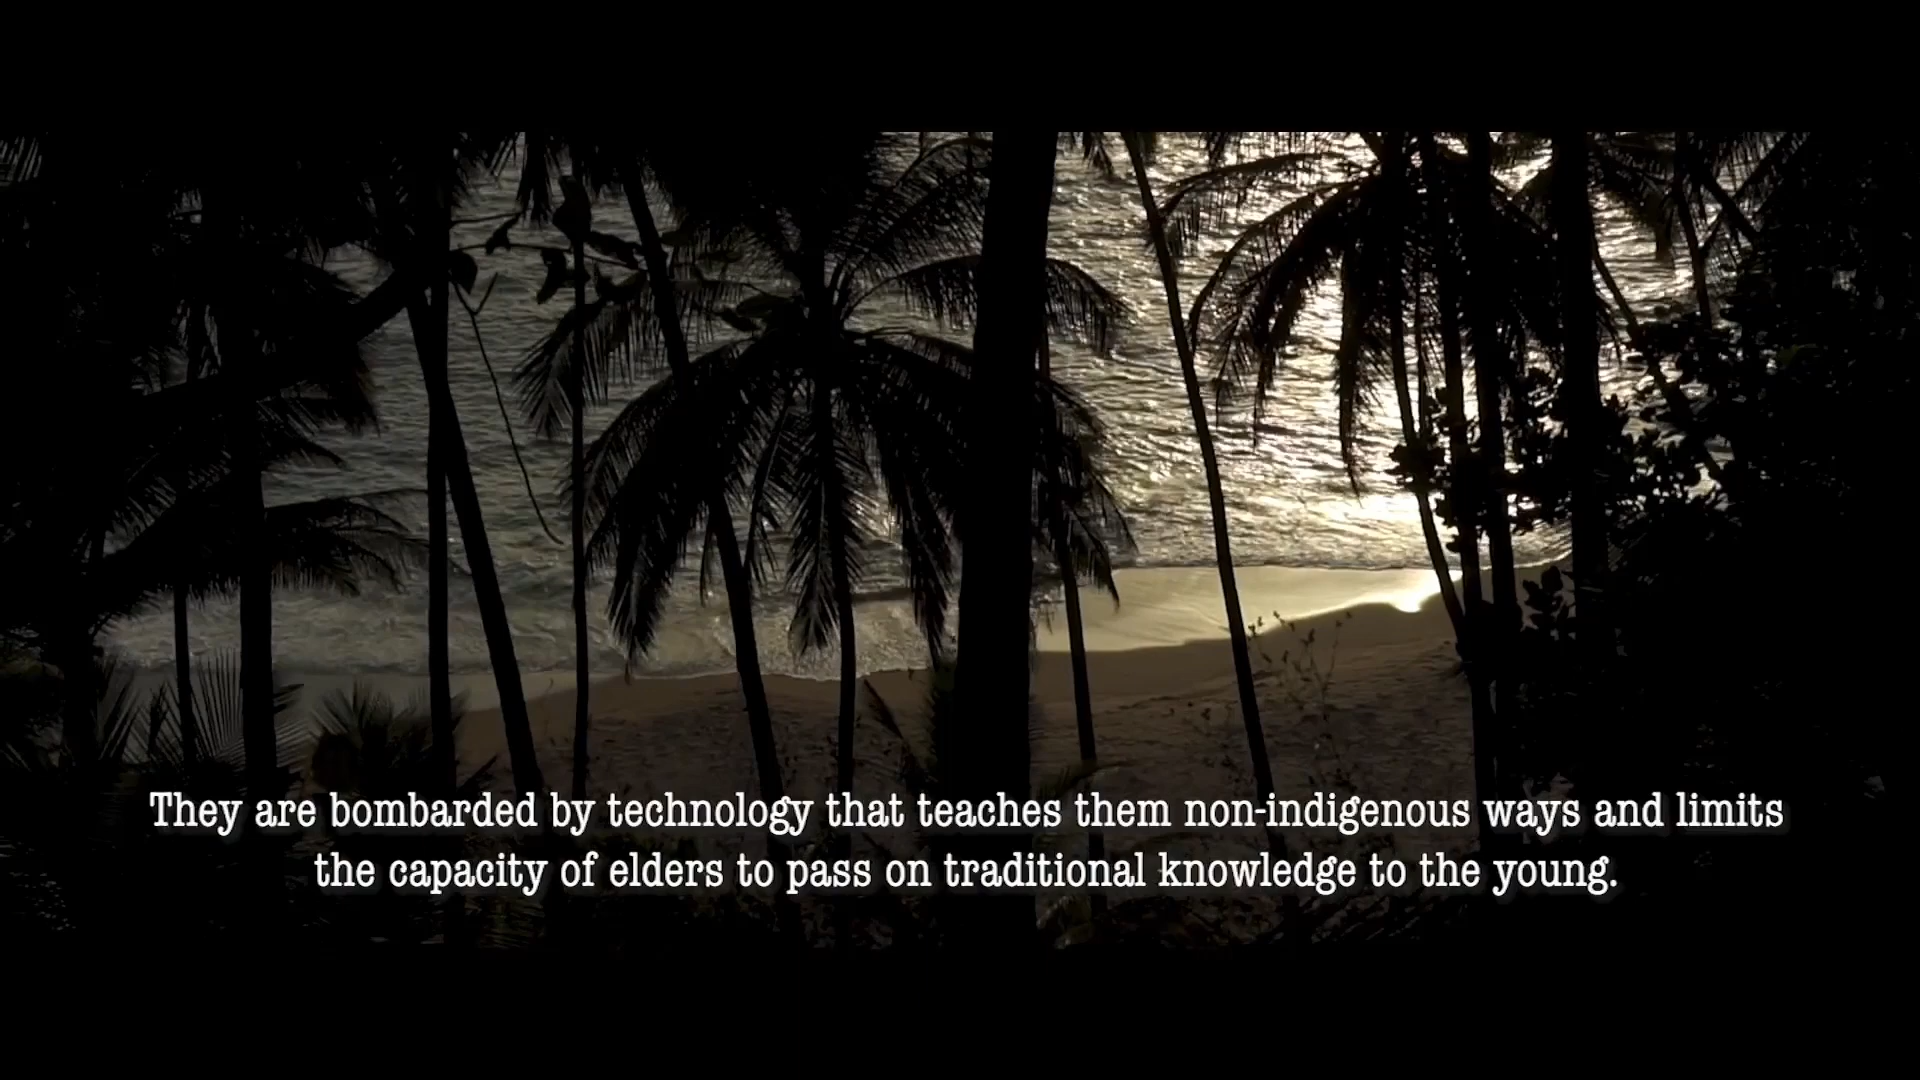 They are bombarded by technology that teaches them non-indigenous ways and limits
the capacity of elders to pass on traditional knowledge to the young.